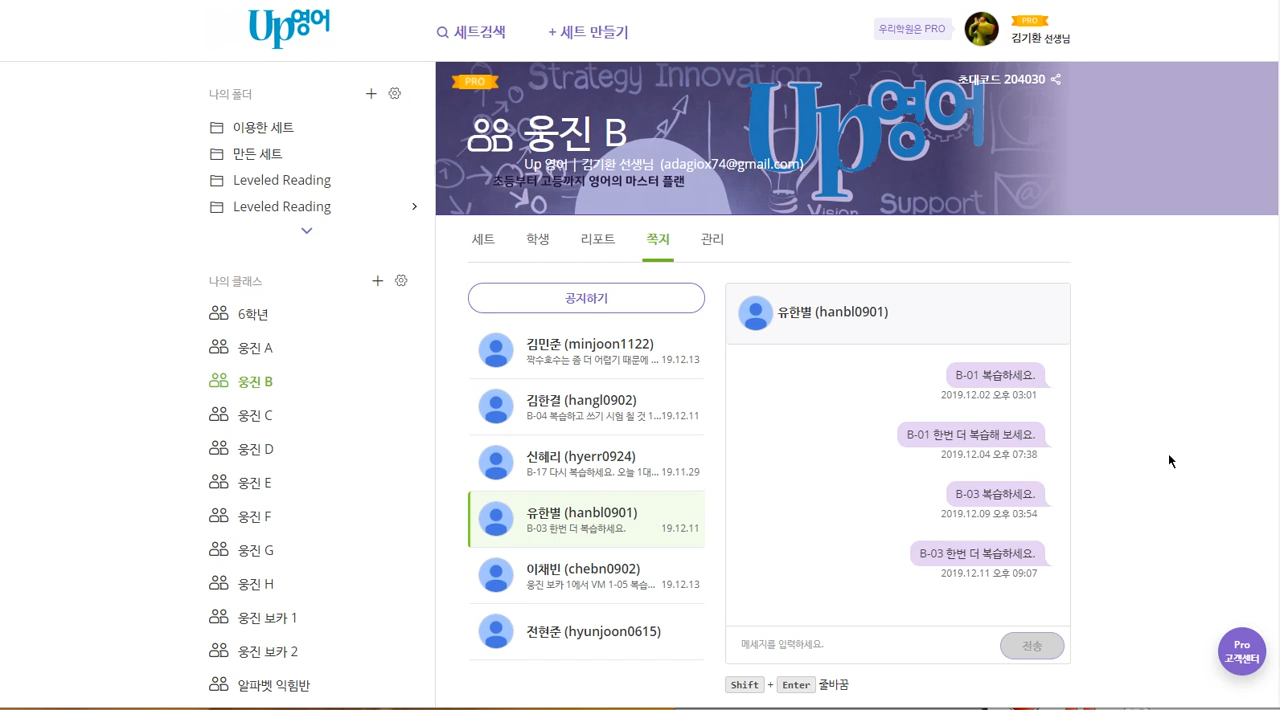 Up영어
세트검색
+ 세트 만들기
우리학원은 PRO
PRO
김기환 선생님
나의 폴더
이용한 세트
만든 세트
Leveled Reading
Leveled Reading
나의 클래스
6학년
웅진 A
웅진 B
웅진 C
웅진 D
웅진 E
웅진 F
웅진 G
웅진 H
웅진 보카 1
웅진 보카 2
알파벳 익힘반
PRO
Strategy Innovation
초대코드 204030
Up영어
웅진 B
Up 영어 | 김기환 선생님 (adagiox74@gmail.com)
초등부터 고등까지 영어의 마스터 플랜
Vision
Support
세트
학생
리포트
쪽지
관리
공지하기
김민준 (minjoon1122)
짝수호수는 좀 더 어렵기 때문에 ... 19.12.13
김한결 (hangl0902)
B-04 복습하고 쓰기 시험 칠 것 1... 19.12.11
신혜리 (hyerr0924)
B-17 다시 복습하세요. 오늘 1대... 19.11.29
유한별 (hanbl0901)
B-03 한번 더 복습하세요. 19.12.11
이채빈 (chebn0902)
웅진 보카 1에서 VM 1-05 복습... 19.12.13
전현준 (hyunjoon0615)
유한별 (hanbl0901)
B-01 복습하세요.
2019.12.02 오후 03:01
B-01 한번 더 복습해 보세요.
2019.12.04 오후 07:38
B-03 복습하세요.
2019.12.09 오후 03:54
B-03 한번 더 복습하세요.
2019.12.11 오후 09:07
메세지를 입력하세요.
전송
Shift + Enter 줄바꿈
Pro
고객센터